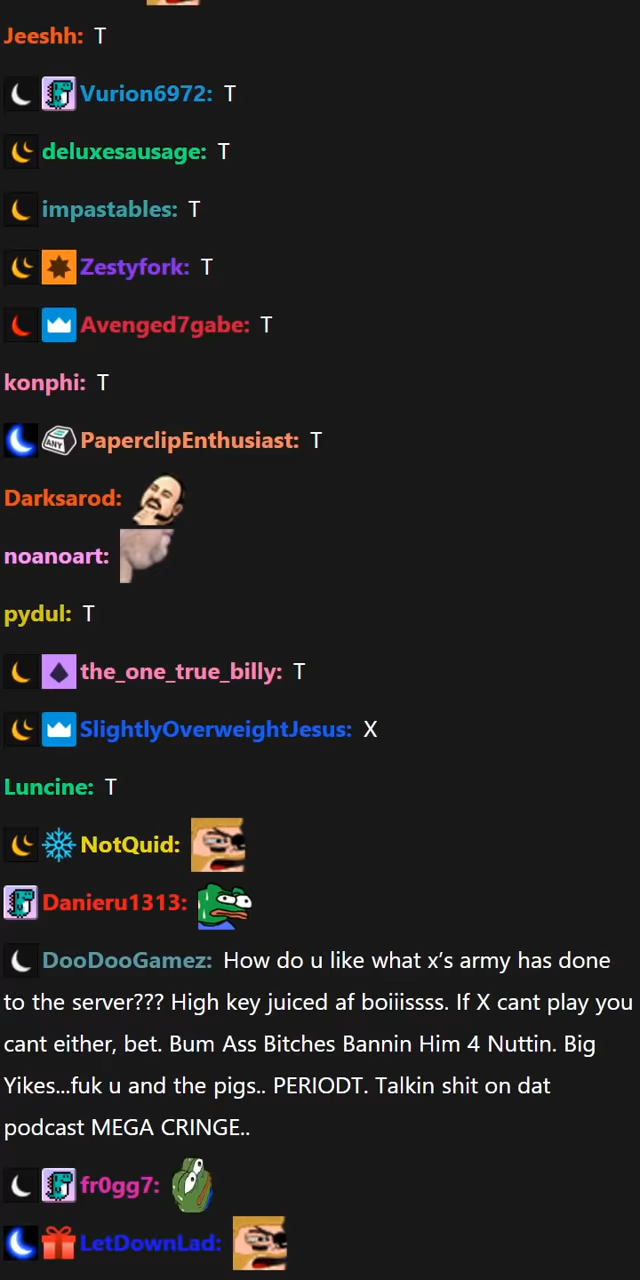 Jeeshh: T
Vurion6972: T
deluxesausage: T
impastables: T
Zestyfork: T
Avenged7gabe: T
konphi: T
ANY PaperclipEnthusiast: T
Darksarod:
noanoart:
pydul: T
the_one_true_billy: T
SlightlyOverweightJesus: X
Luncine: T
NotQuid:
Danieru1313:
DooDooGamez: How do u like what x's army has done
to the server??? High key juiced af boiiissss. If X cant play you
cant either, bet. Bum Ass Bitches Bannin Him 4 Nuttin. Big
Yikes...fuk u and the pigs.. PERIODT. Talkin shit on dat
podcast MEGA CRINGE..
fr0gg7:
LetDownLad: